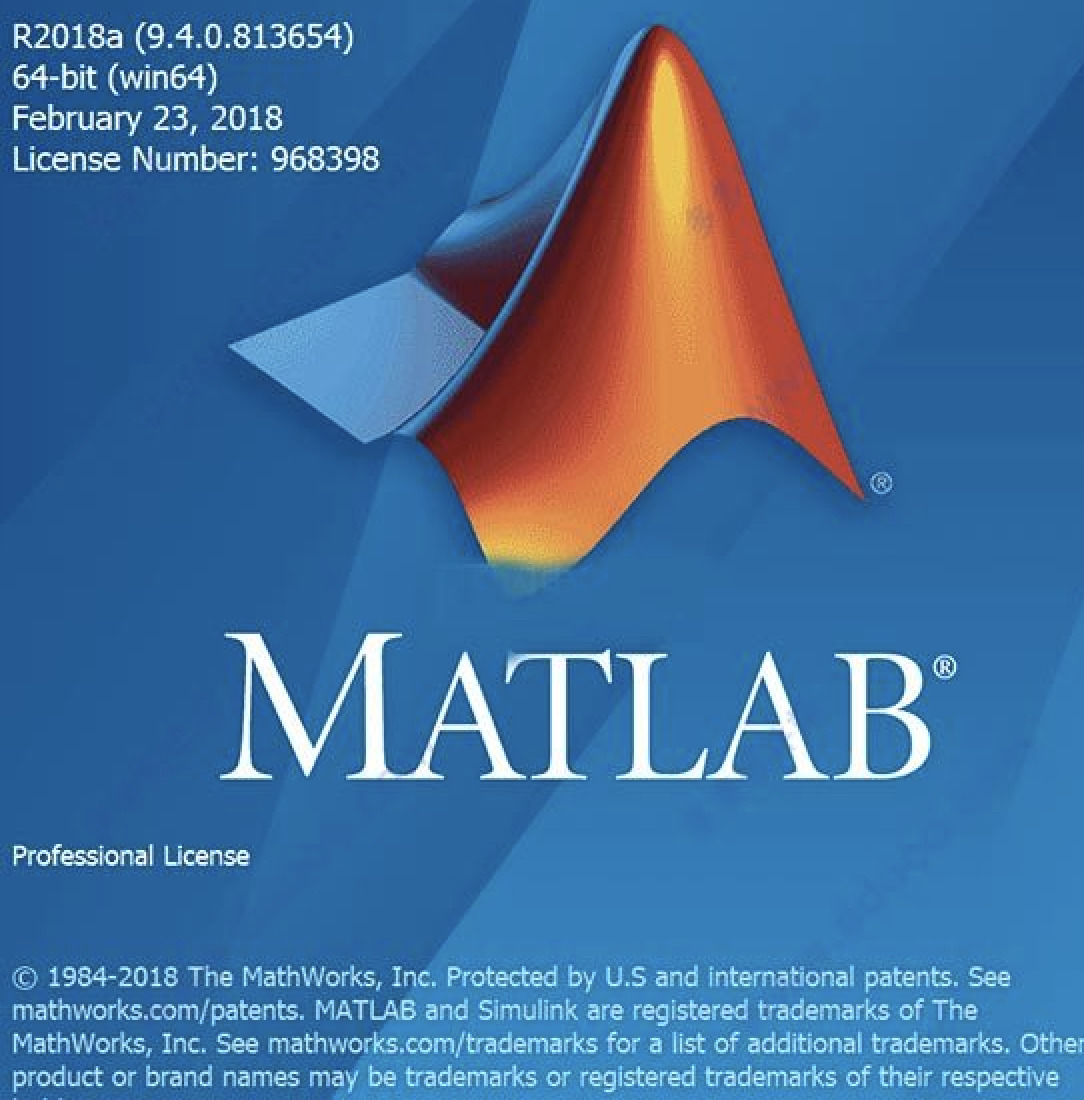 R2018a (9.4.0.813654)
64-bit (win64)
February 23, 2018
License Number: 968398
®
MATLAB®
Professional License
© 1984-2018 The MathWorks, Inc. Protected by U.S and international patents. See
mathworks.com/patents. MATLAB and Simulink are registered trademarks of The
MathWorks, Inc. See mathworks.com/trademarks for a list of additional trademarks. Other
product or brand names may be trademarks or registered trademarks of their respective